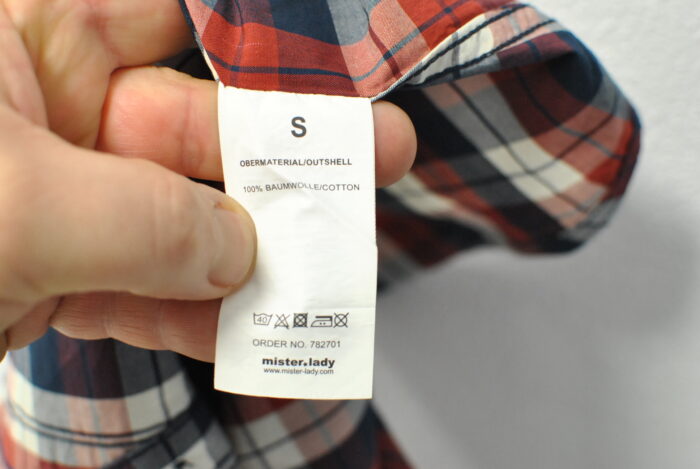 S
OBERMATERIAL/OUTSHELL
100% BAUMWOLLE/COTTON
40
ORDER NO. 782701
mister.lady
www.mister-lady.com